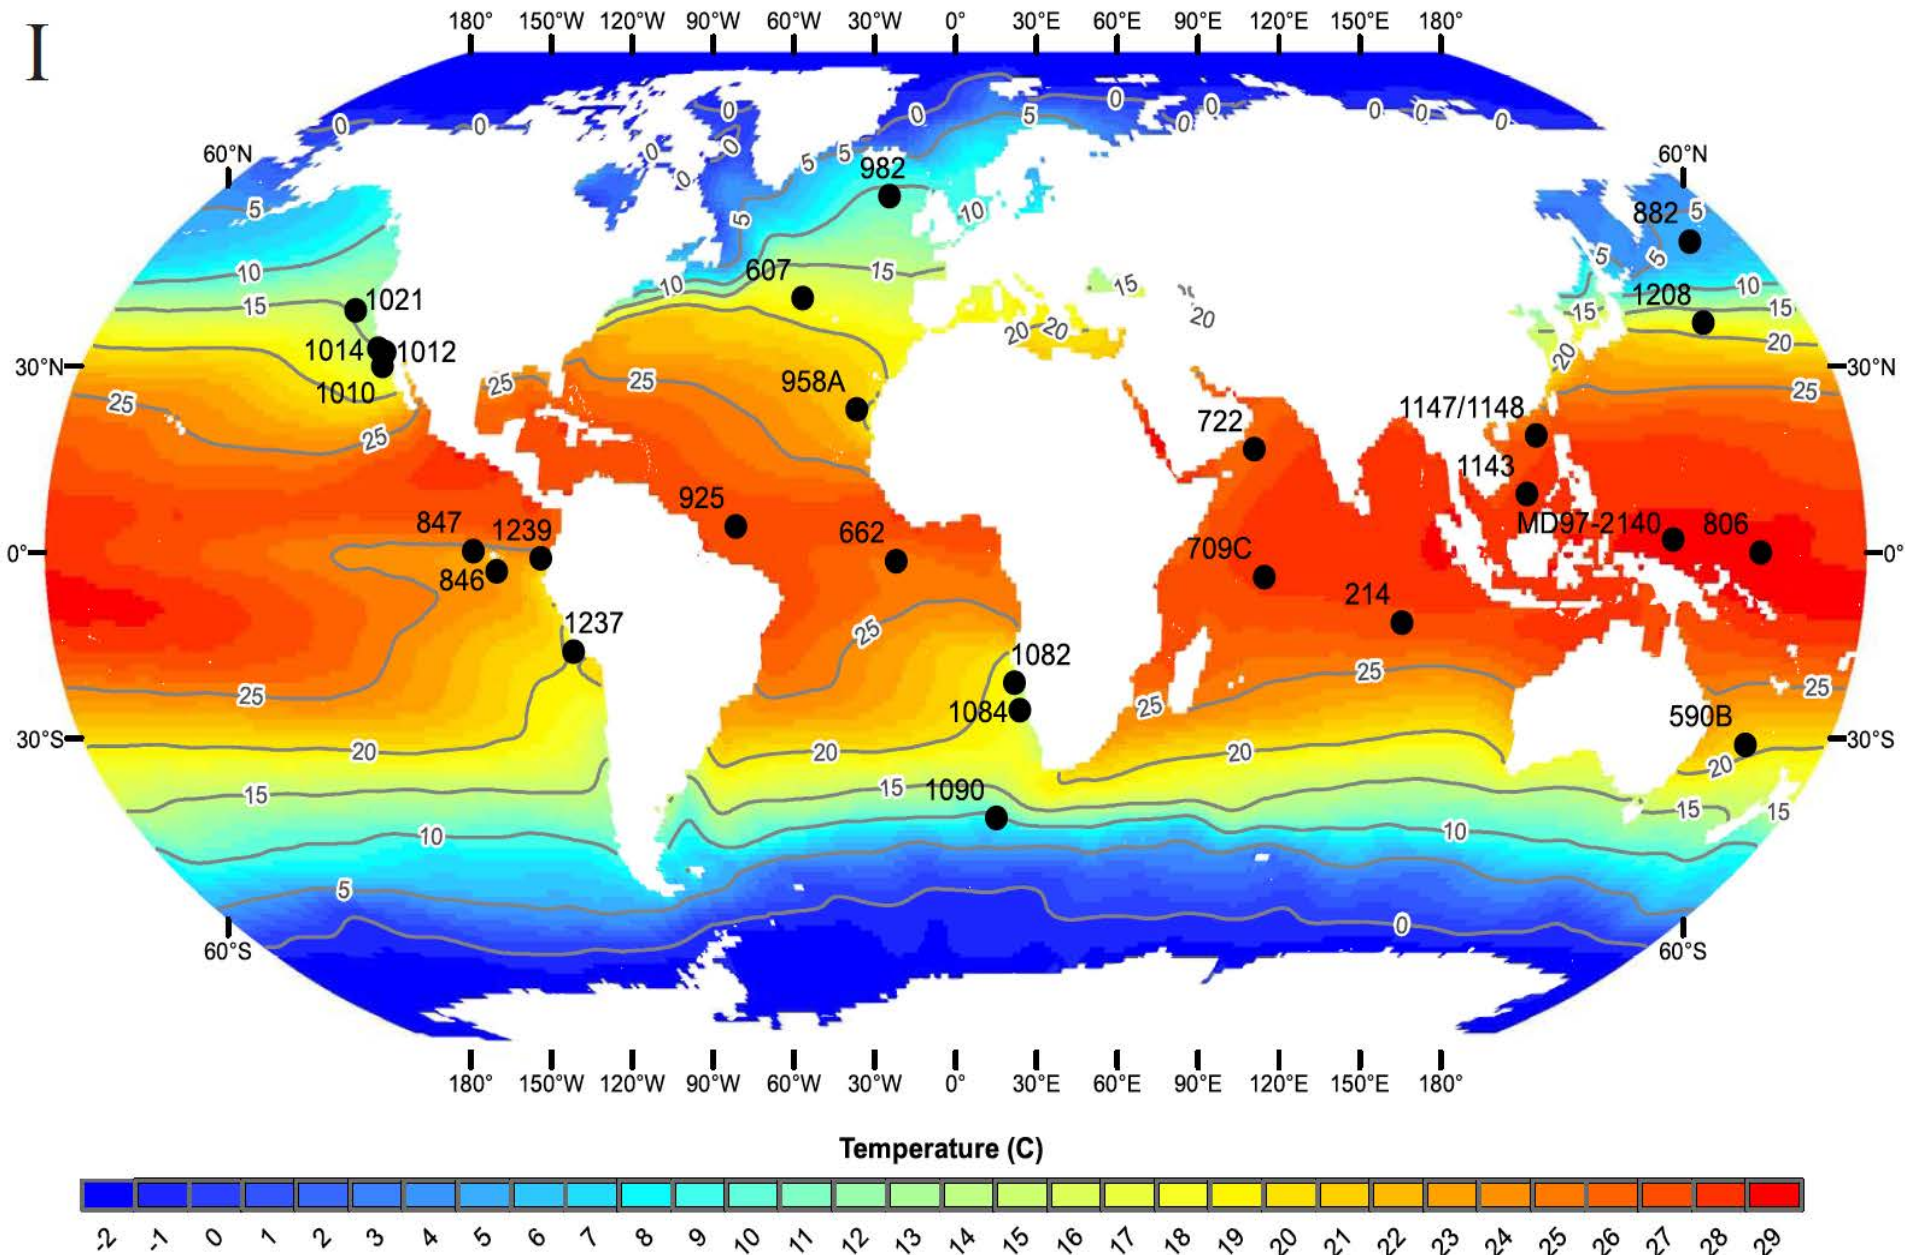 I
180° 150°W 120°W 90°W 60°W 30°W 0° 30°E 60°E 90°E 120°E 150°E 180°
0 0 0 0 0 5 0 0 0 0 0 0
0 0 0 5 5
60°N 982 60°N
5 5 10 882 5
10 607 15 5 5
10 15 20 1208 10
15 1021 20 20 15 15
1014 1012 20 20
30°N 1010 25 25 958A 30°N
25 25 722 1147/1148 25
925 1143
847 1239 662 MD97-2140 806
0° 846 709C 0°
214
1237 25
1082
25 1084 25 25 25
590B
30°S 20 20 20 20 30°S
15 15 1090 15 15
10 10
5
0
60°S 60°S
180° 150°W 120°W 90°W 60°W 30°W 0° 30°E 60°E 90°E 120°E 150°E 180°
Temperature (C)
-2 -1 0 1 2 3 4 5 6 7 8 9 10 11 12 13 14 15 16 17 18 19 20 21 22 23 24 25 26 27 28 29